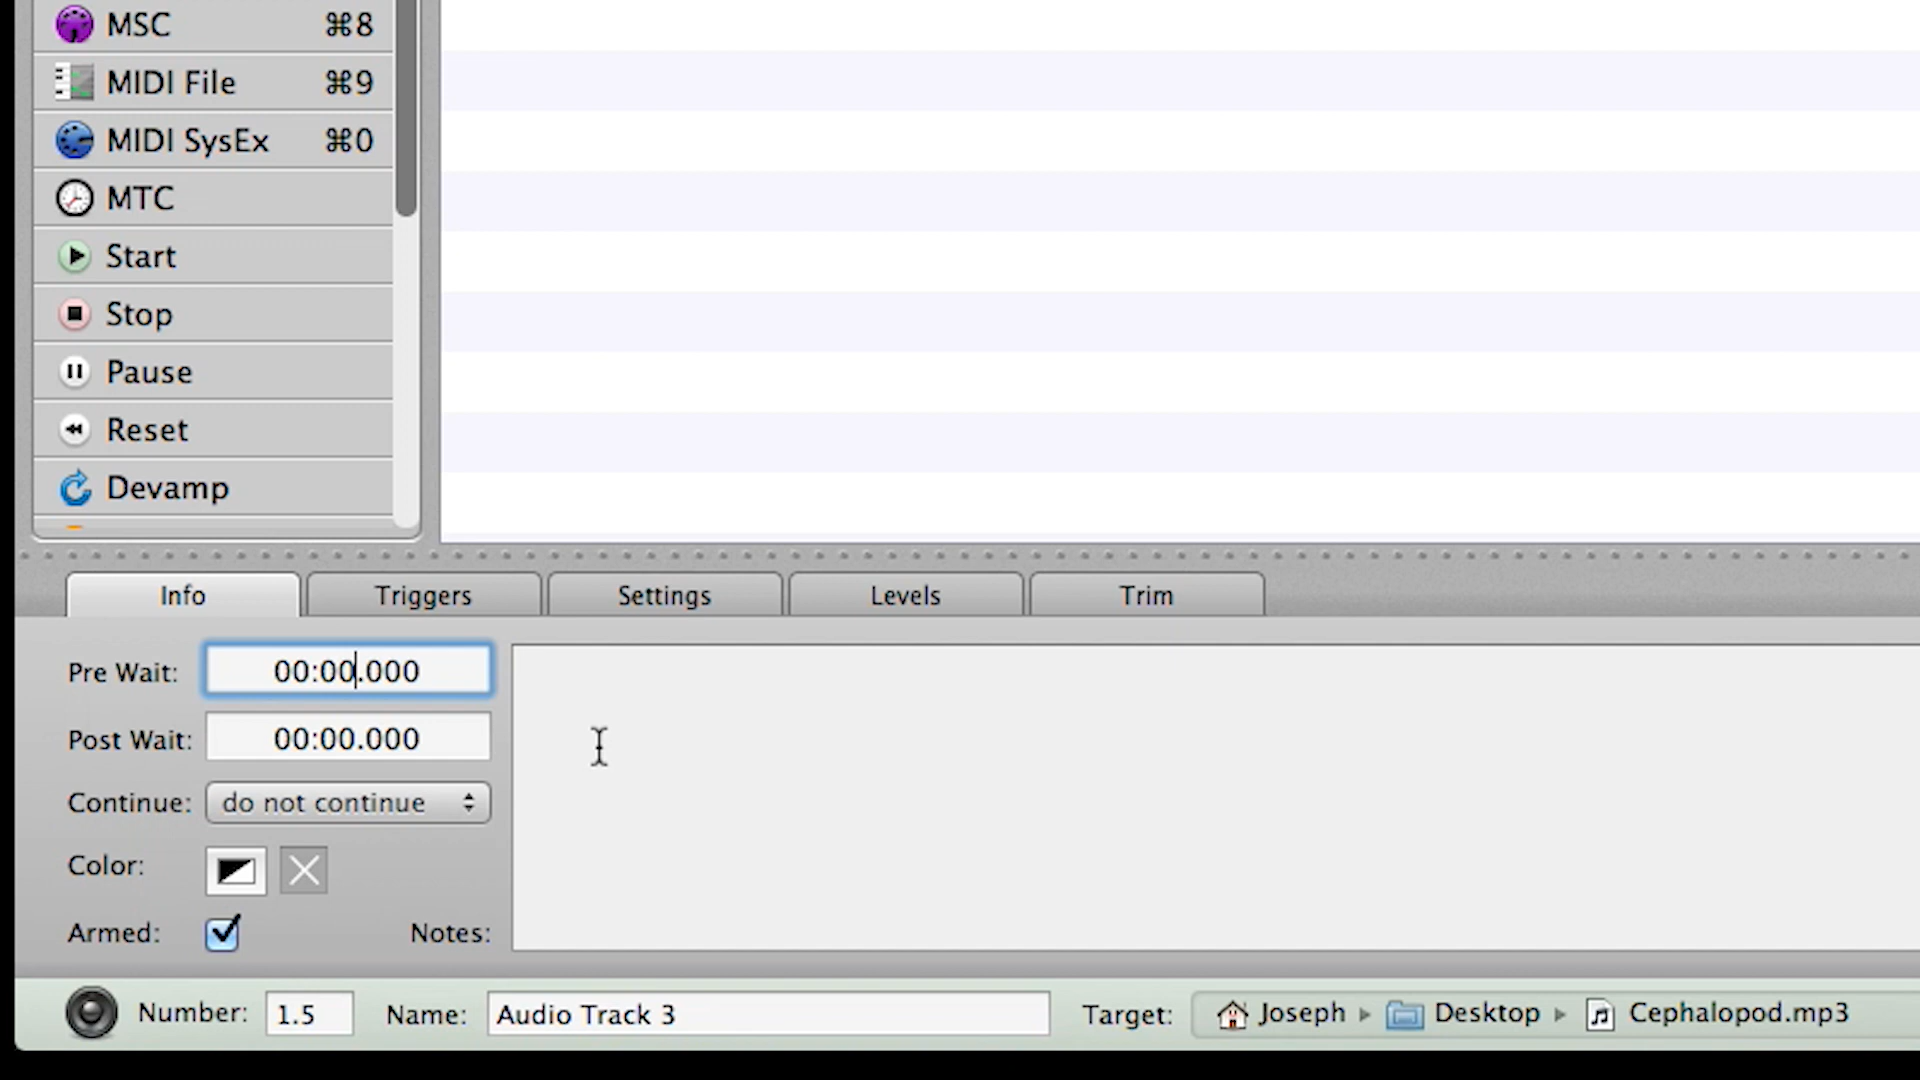 MSC ⌘8
MIDI File ⌘9
MIDI SysEx ⌘0
MTC
Start
Stop
Pause
Reset
Devamp
Info Triggers Settings Levels Trim
Pre Wait: 00:00.000
Post Wait: 00:00.000
Continue: do not continue
Color:
Armed: Notes:
Number: 1.5 Name: Audio Track 3 Target: Joseph Desktop Cephalopod.mp3